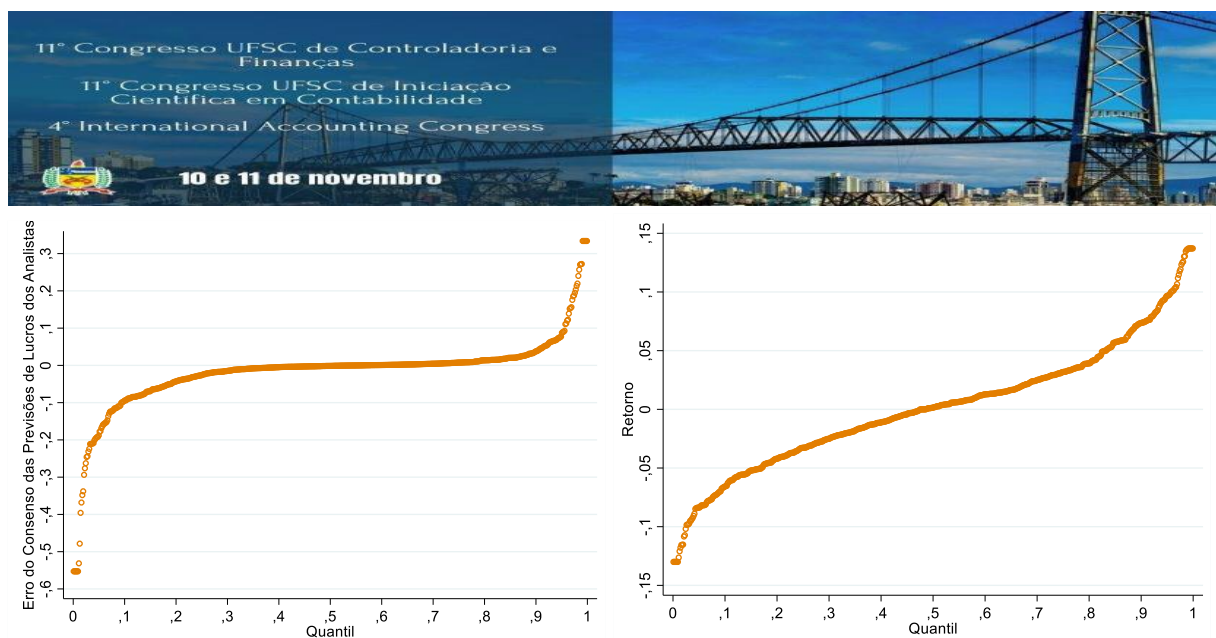 11° Congresso UFSC de Controladoria e
Finanças
11° Congresso UFSC de Iniciação
Científica em Contabilidade
4° International Accounting Congress
10 e 11 de novembro
Erro do Consenso das Previsões de Lucros dos Analistas
,3
,2
,1
0
-,1
-,2
-,3
-,4
-,5
-,6
0 ,1 ,2 ,3 ,4 ,5 ,6 ,7 ,8 ,9 1
Quantil
Retorno
,15
,1
,05
0
-,05
-,1
-,15
0 ,1 ,2 ,3 ,4 ,5 ,6 ,7 ,8 ,9 1
Quantil